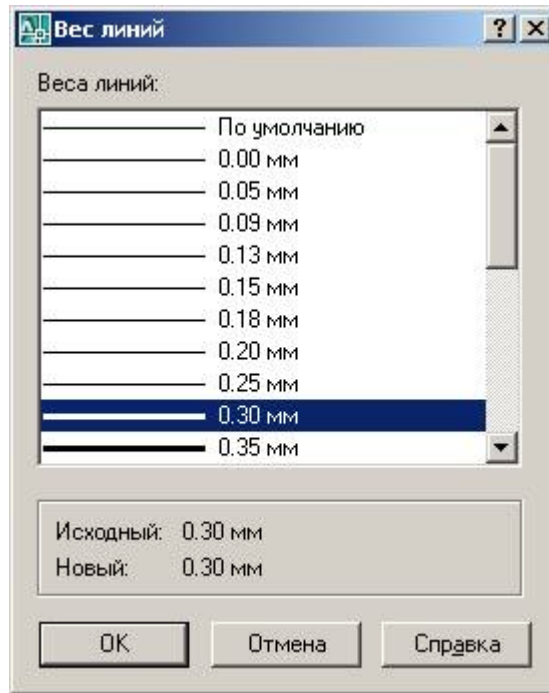 Вес линий
Веса линий:
По умолчанию
0.00 мм
0.05 мм
0.09 мм
0.13 мм
0.15 мм
0.18 мм
0.20 мм
0.25 мм
0.30 мм
0.35 мм
Исходный: 0.30 мм
Новый: 0.30 мм
OK Отмена Справка